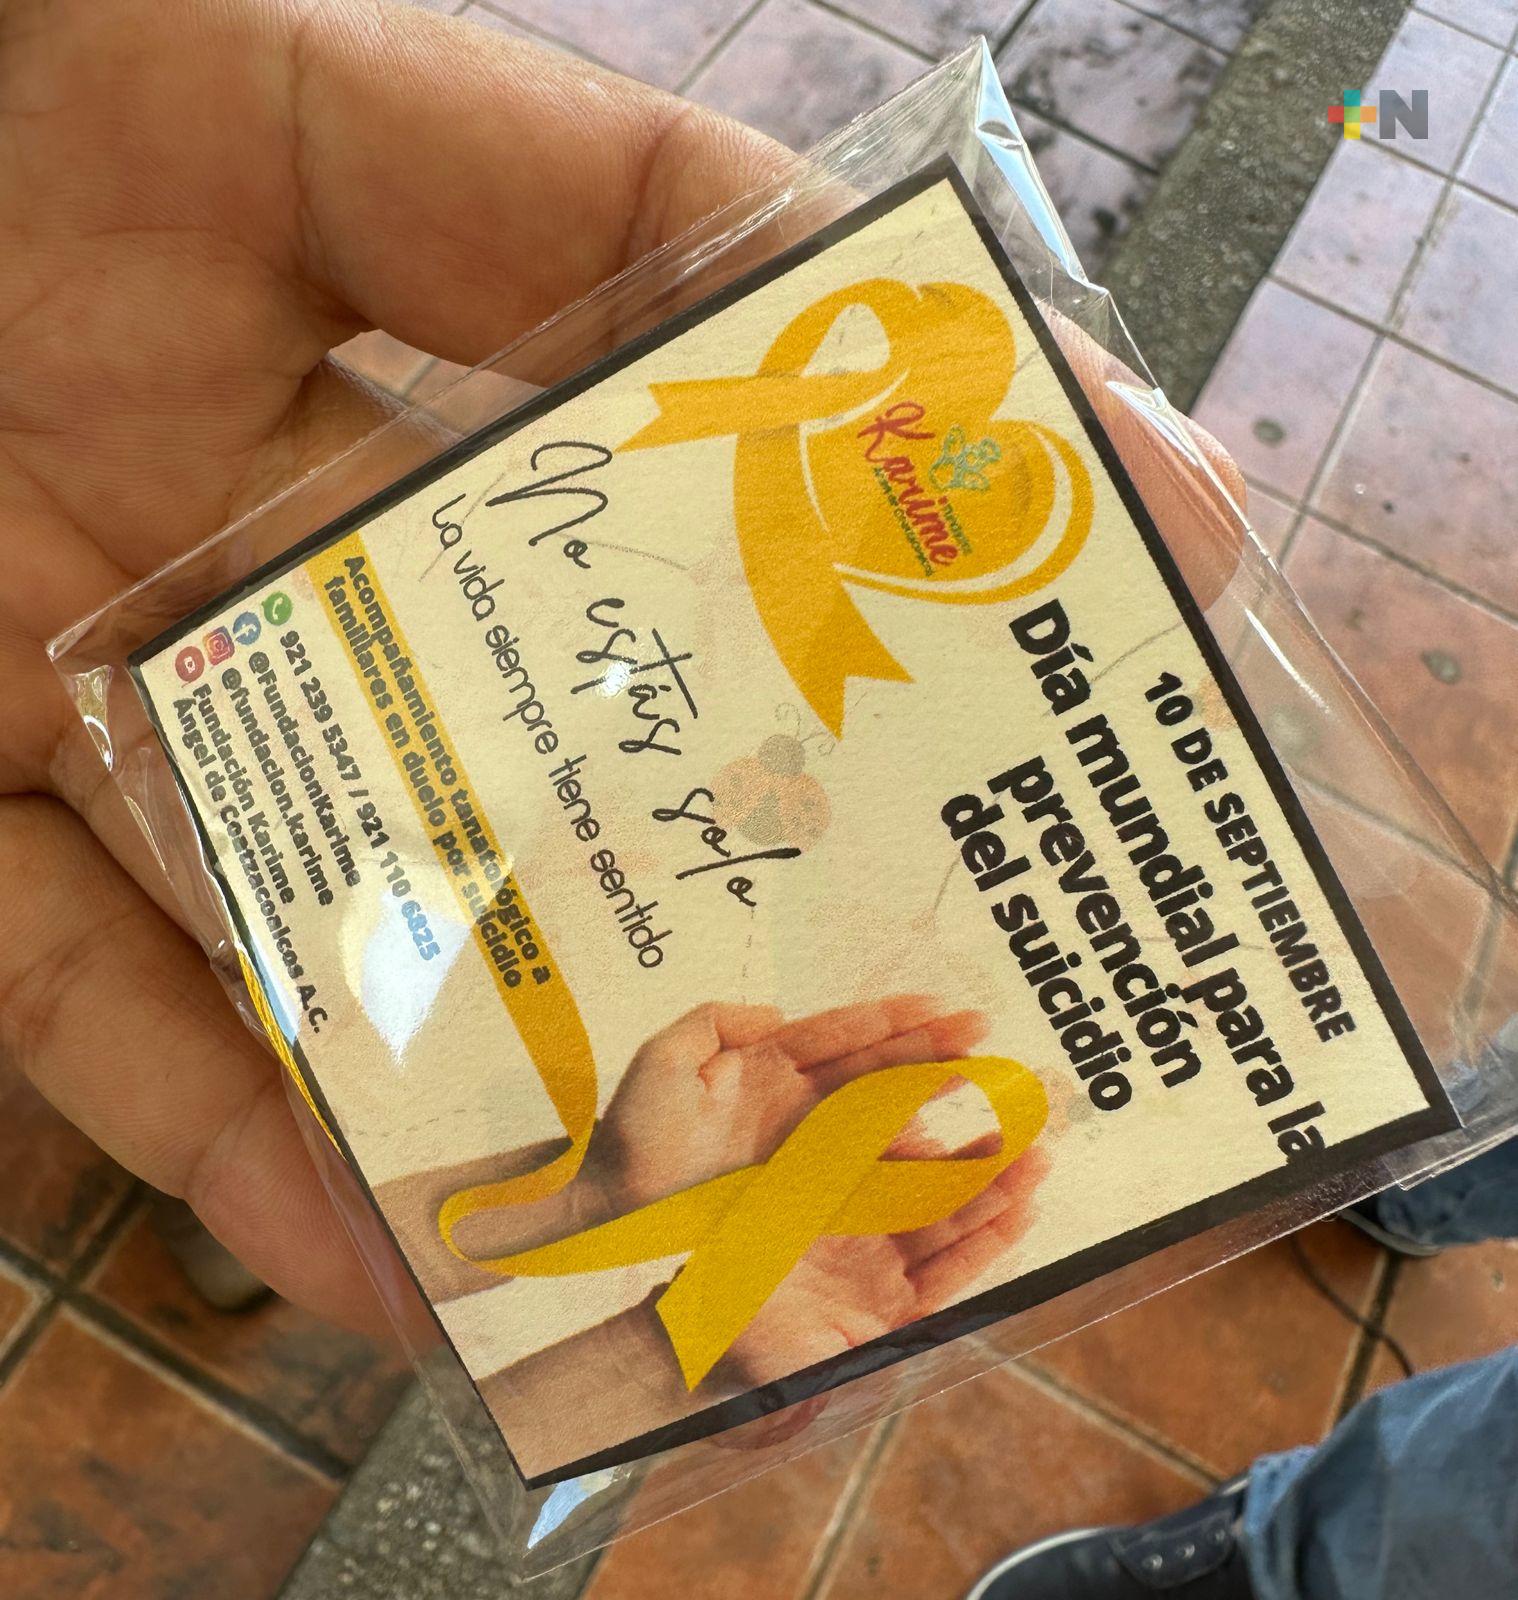 +N
10 DE SEPTIEMBRE
Día mundial para la
prevención
del suicidio
Karime
No estás solo
La vida siempre tiene sentido
Acompañamiento tanatológico a
familiares en duelo por suicidio
921 239 5347 / 921 110 6825
@Fundacionkarime
@fundacion.karime
Fundación Karime
Ángel de Coatzacoalcos A.C.